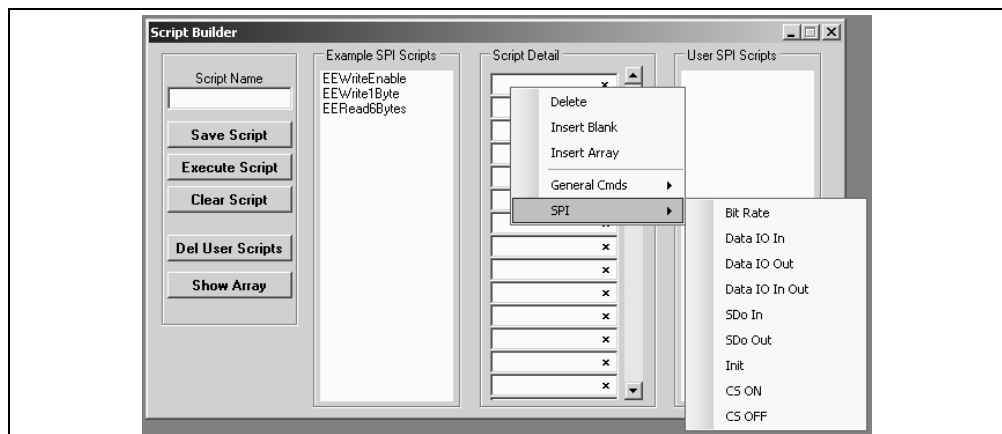 Script Builder
Script Name
Save Script
Execute Script
Clear Script
Del User Scripts
Show Array
Example SPI Scripts
EEWriteEnable
EEWrite1Byte
EERead6Bytes
Script Detail
x
x
x
x
x
x
x
x
Delete
Insert Blank
Insert Array
General Cmds
SPI
Bit Rate
Data IO In
Data IO Out
Data IO In Out
SDo In
SDo Out
Init
CS ON
CS OFF
User SPI Scripts